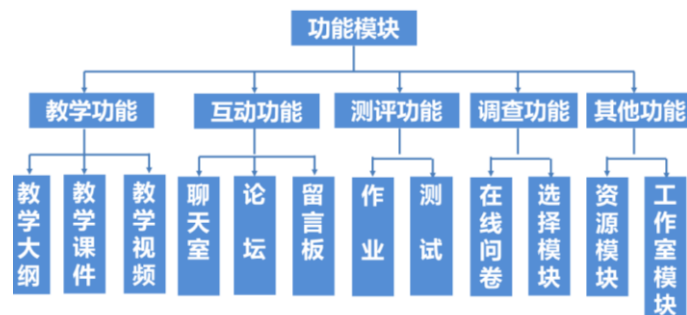 功能模块
教学功能
互动功能
测评功能
调查功能
其他功能
教学大纲
教学课件
教学视频
聊天室
论坛
留言板
作业
测试
在线问卷
选择模块
资源模块
工作室模块